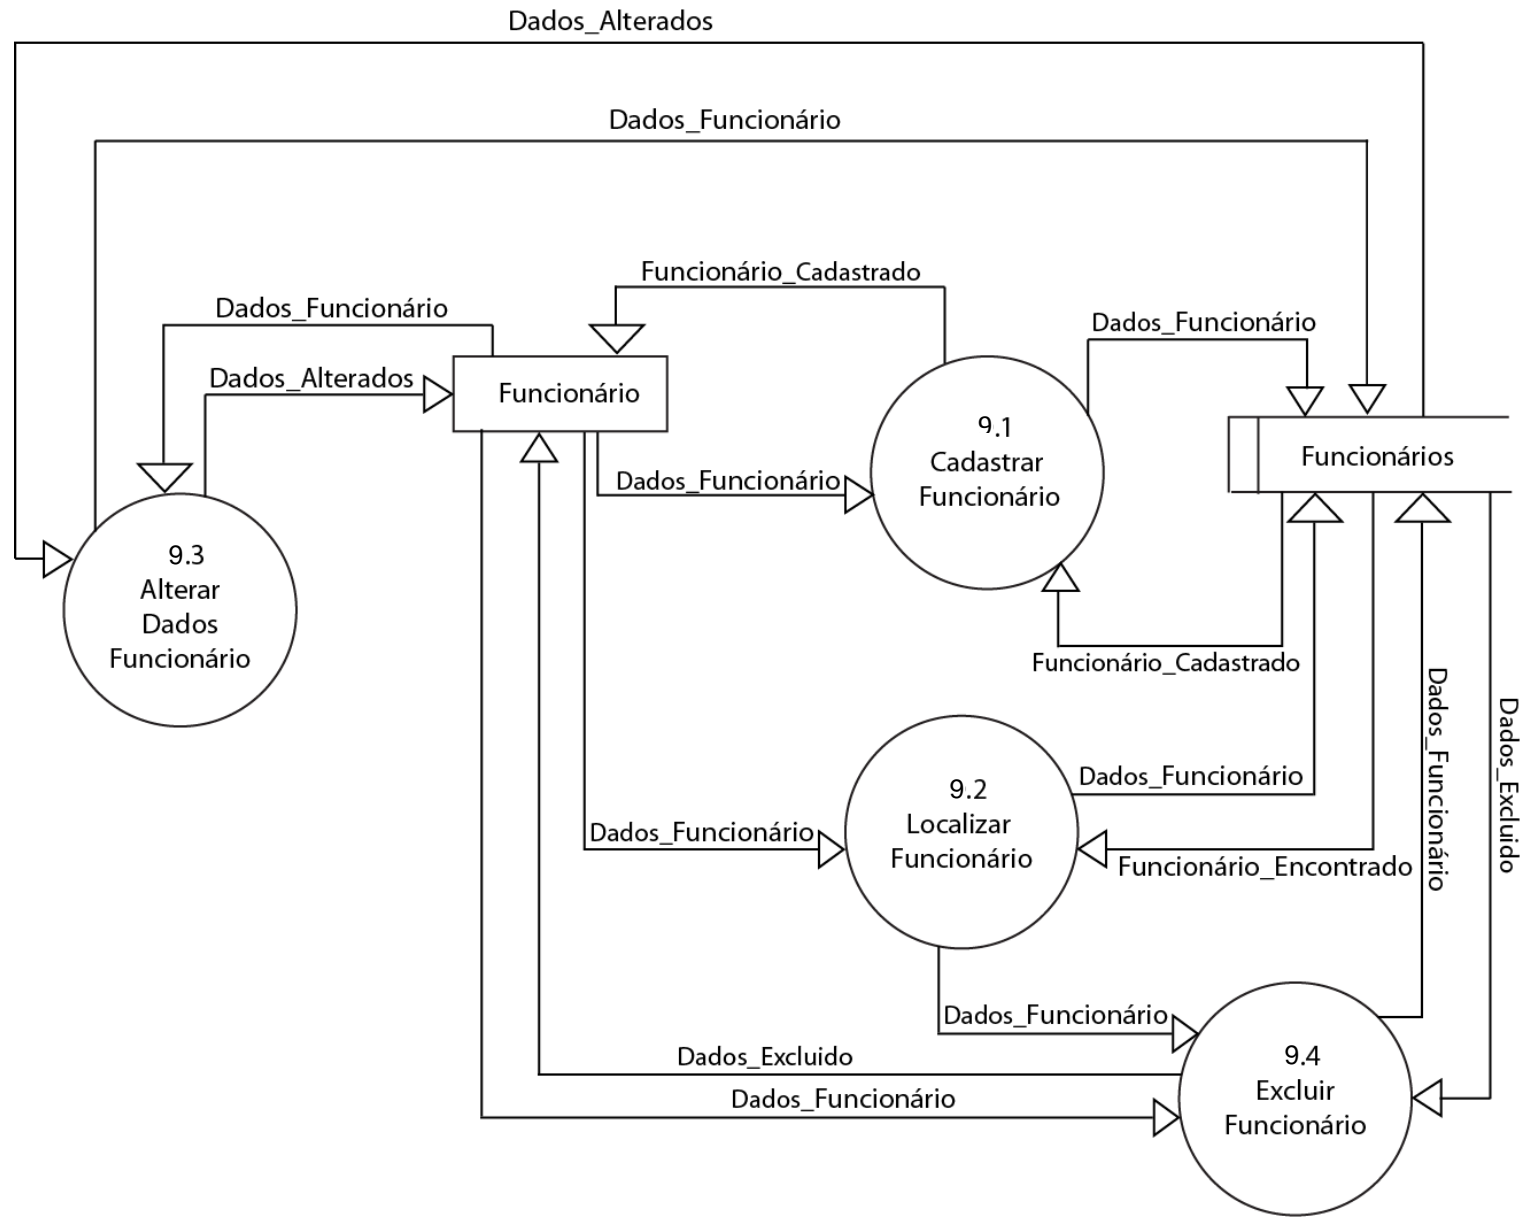 Dados_Alterados
Dados_Funcionário
Funcionário_Cadastrado
Dados_Funcionário
Dados_Funcionário
Dados_Alterados
Funcionário
9.1
Cadastrar
Funcionário
Funcionários
Dados_Funcionário
9.3
Alterar
Dados
Funcionário
Funcionário_Cadastrado
Dados_Funcionário
Dados_Excluido
9.2
Localizar
Funcionário
Dados_Funcionário
Dados_Funcionário
Funcionário_Encontrado
Dados_Funcionário
Dados_Excluido
Dados_Funcionário
9.4
Excluir
Funcionário